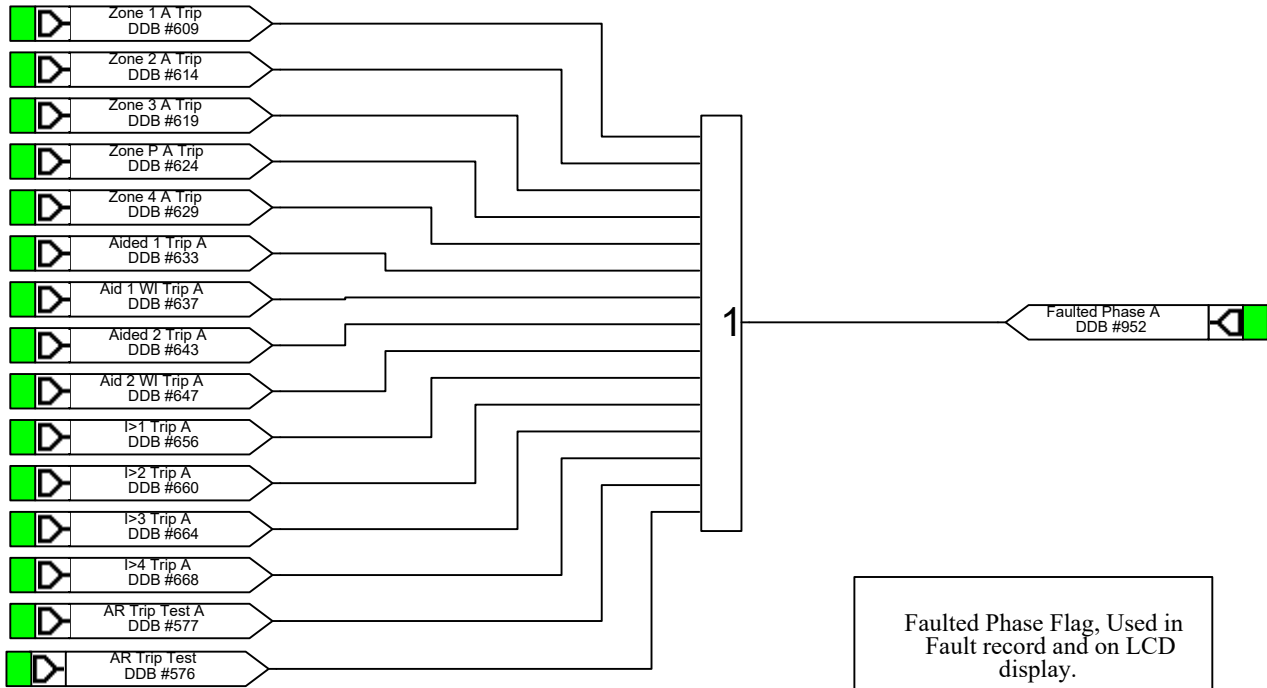 Zone 1 A Trip
DDB #609
Zone 2 A Trip
DDB #614
Zone 3 A Trip
DDB #619
Zone P A Trip
DDB #624
Zone 4 A Trip
DDB #629
Aided 1 Trip A
DDB #633
Aid 1 WI Trip A
DDB #637
Aided 2 Trip A
DDB #643
Aid 2 WI Trip A
DDB #647
I>1 Trip A
DDB #656
I>2 Trip A
DDB #660
I>3 Trip A
DDB #664
I>4 Trip A
DDB #668
AR Trip Test A
DDB #577
AR Trip Test
DDB #576
1
Faulted Phase A
DDB #952
Faulted Phase Flag, Used in
Fault record and on LCD
display.